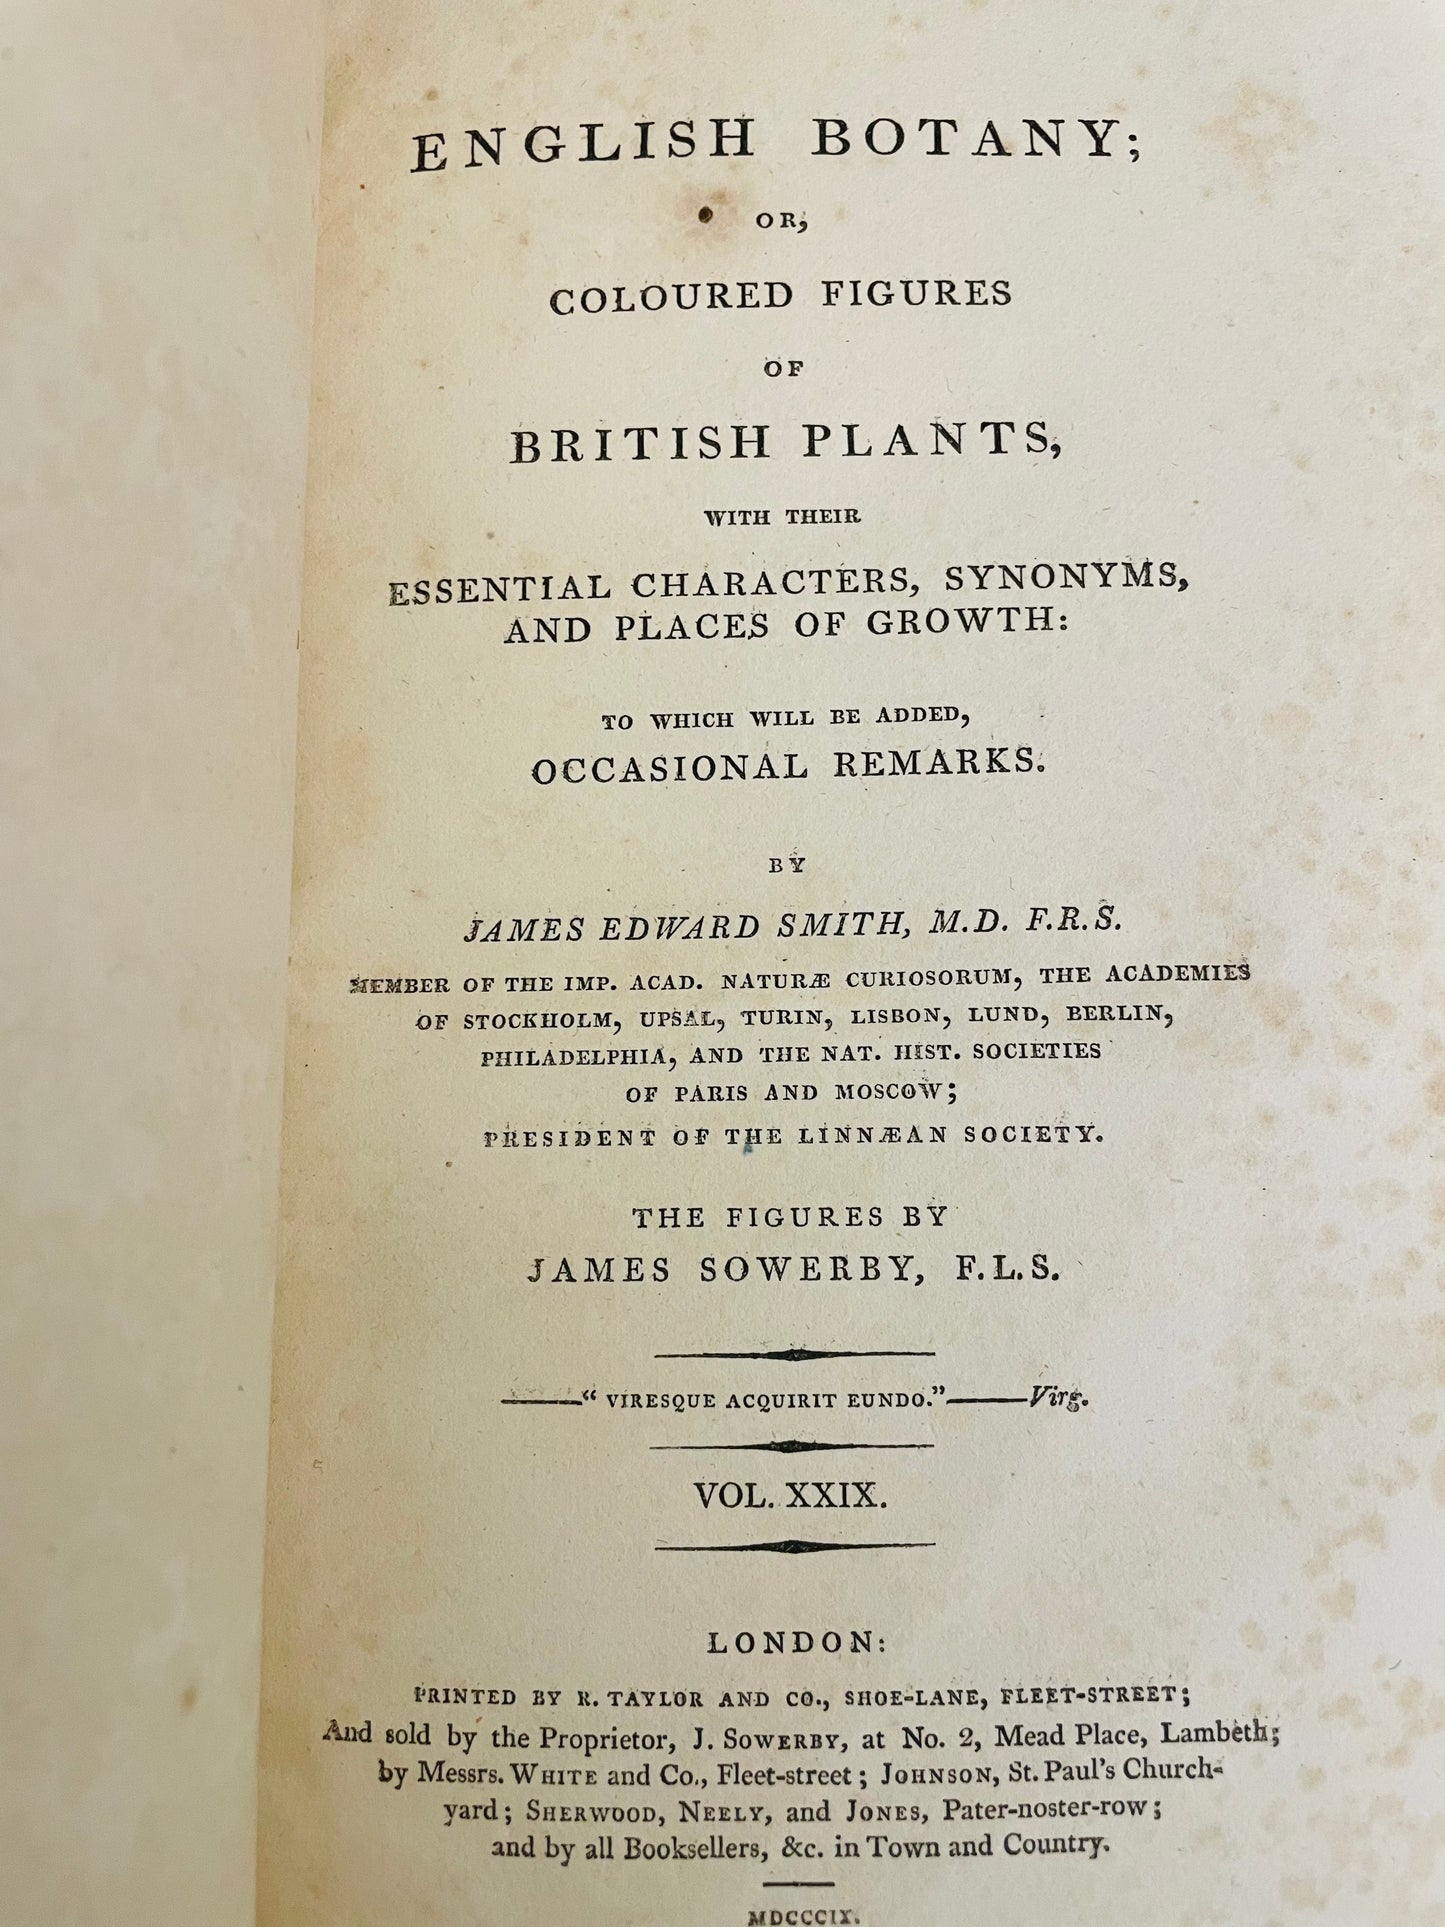 ENGLISH BOTANY;
OR,
COLOURED FIGURES
OF
BRITISH PLANTS,
WITH THEIR
ESSENTIAL CHARACTERS, SYNONYMS,
AND PLACES OF GROWTH:
TO WHICH WILL BE ADDED,
OCCASIONAL REMARKS.
BY
JAMES EDWARD SMITH, M.D. F.R.S.
MEMBER OF THE IMP. ACAD. NATURÆ CURIOSORUM, THE ACADEMIES
OF STOCKHOLM, UPSAL, TURIN, LISBON, LUND, BERLIN,
PHILADELPHIA, AND THE NAT. HIST. SOCIETIES
OF PARIS AND MOSCOW;
PRESIDENT OF THE LINNÆAN SOCIETY.
THE FIGURES BY
JAMES SOWERBY, F.L.S.
——“ VIRESQUE ACQUIRIT EUNDO.”——Virg.
VOL. XXIX.
LONDON:
PRINTED BY R. TAYLOR AND CO., SHOE-LANE, FLEET-STREET;
And sold by the Proprietor, J. SOWERBY, at No. 2, Mead Place, Lambeth;
by Messrs. WHITE and Co., Fleet-street; JOHNSON, St. Paul's Church-
yard; SHERWOOD, NEELY, and JONES, Pater-noster-row;
and by all Booksellers, &c. in Town and Country.
MDCCCIX.